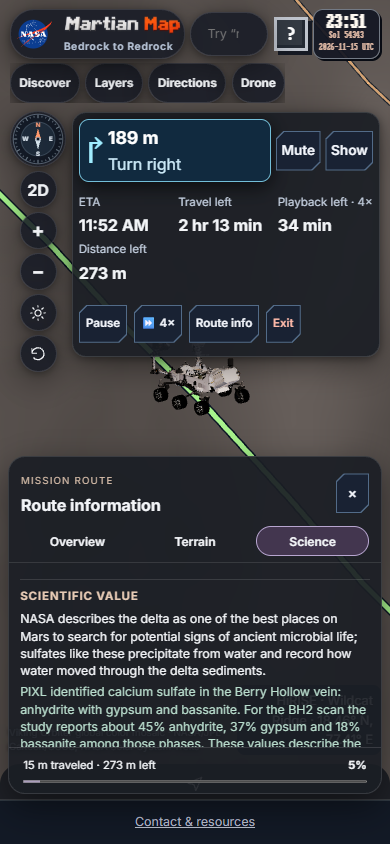 NASA
Martian Map
Bedrock to Redrock
Try "r
?
23:51
Sol 54343
2026-11-15 UTC
Discover
Layers
Directions
Drone
N
W
E
S
2D
+
−
189 m
Turn right
Mute
Show
ETA
Travel left
Playback left · 4×
11:52 AM
2 hr 13 min
34 min
Distance left
273 m
Pause
⏩ 4×
Route info
Exit
MISSION ROUTE
Route information
×
Overview
Terrain
Science
SCIENTIFIC VALUE
NASA describes the delta as one of the best places on
Mars to search for potential signs of ancient microbial life;
sulfates like these precipitate from water and record how
water moved through the delta sediments.
PIXL identified calcium sulfate in the Berry Hollow vein:
anhydrite with gypsum and bassanite. For the BH2 scan the
study reports about 45% anhydrite, 37% gypsum and 18%
bassanite among those phases. These values describe the
15 m traveled · 273 m left
5%
Contact & resources